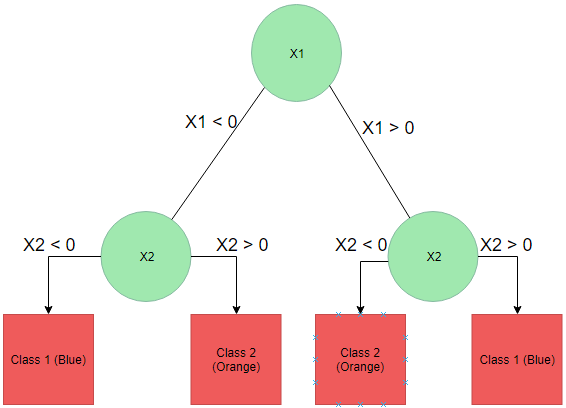 X1
X1 < 0
X1 > 0
X2 < 0
X2
X2 > 0
X2 < 0
X2
X2 > 0
Class 1 (Blue)
Class 2
(Orange)
Class 2
(Orange)
Class 1 (Blue)